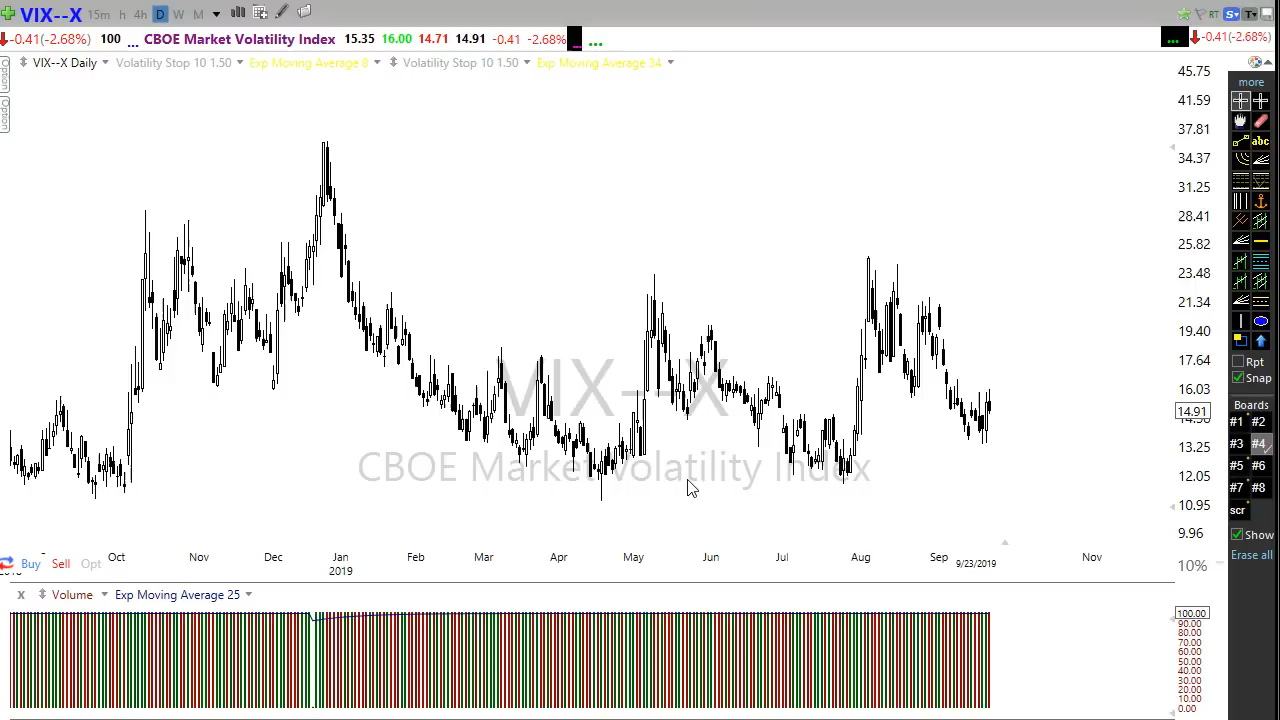 VIX--X 15m h 4h D W M RT S T
-0.41(-2.68%) 100 ... CBOE Market Volatility Index 15.35 16.00 14.71 14.91 -0.41 -2.68% ... ... ... -0.41(-2.68%)
VIX--X Daily Volatility Stop 10 1.50 Exp Moving Average 8 Volatility Stop 10 1.50 Exp Moving Average 34
Option
Option
45.75
41.59
37.81
34.37
31.25
28.41
25.82
23.48
21.34
19.40
17.64
16.03
14.91
13.25
12.05
10.95
9.96
10%
VIX--X
CBOE Market Volatility Index
Oct Nov Dec Jan Feb Mar Apr May Jun Jul Aug Sep 9/23/2019 Nov
2019
Buy Sell Opt
X Volume Exp Moving Average 25
100.00
90.00
80.00
70.00
60.00
50.00
40.00
30.00
20.00
10.00
0.00
more
abc
Rpt
Snap
Boards
#1 #2
#3 #4
#5 #6
#7 #8
scr
Show
Erase all